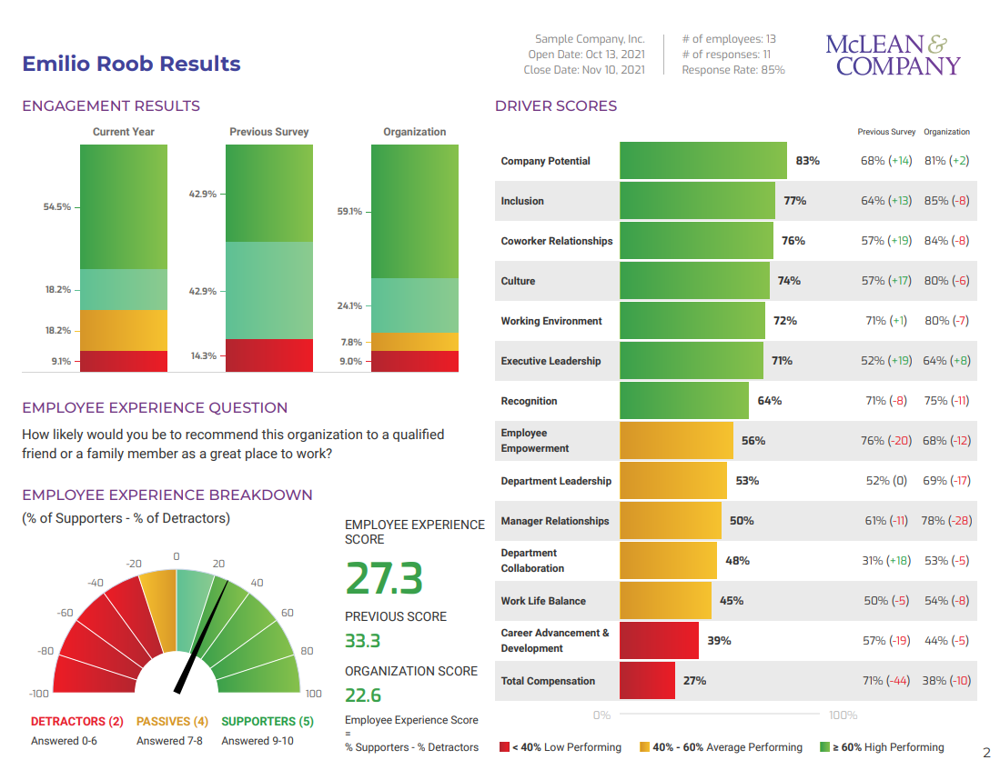 Emilio Roob Results
Sample Company, Inc.
Open Date: Oct 13, 2021
Close Date: Nov 10, 2021
# of employees: 13
# of responses: 11
Response Rate: 85%
McLEAN &
COMPANY
ENGAGEMENT RESULTS
Current Year
Previous Survey
Organization
54.5%
18.2%
18.2%
9.1%
42.9%
42.9%
14.3%
59.1%
24.1%
7.8%
9.0%
EMPLOYEE EXPERIENCE QUESTION
How likely would you be to recommend this organization to a qualified
friend or a family member as a great place to work?
EMPLOYEE EXPERIENCE BREAKDOWN
(% of Supporters - % of Detractors)
-100
-80
-60
-40
-20
0
20
40
60
80
100
DETRACTORS (2)
Answered 0-6
PASSIVES (4)
Answered 7-8
SUPPORTERS (5)
Answered 9-10
EMPLOYEE EXPERIENCE
SCORE
27.3
PREVIOUS SCORE
33.3
ORGANIZATION SCORE
22.6
Employee Experience Score
=
% Supporters - % Detractors
DRIVER SCORES
Previous Survey Organization
Company Potential 83% 68% (+14) 81% (+2)
Inclusion 77% 64% (+13) 85% (-8)
Coworker Relationships 76% 57% (+19) 84% (-8)
Culture 74% 57% (+17) 80% (-6)
Working Environment 72% 71% (+1) 80% (-7)
Executive Leadership 71% 52% (+19) 64% (+8)
Recognition 64% 71% (-8) 75% (-11)
Employee
Empowerment 56% 76% (-20) 68% (-12)
Department Leadership 53% 52% (0) 69% (-17)
Manager Relationships 50% 61% (-11) 78% (-28)
Department
Collaboration 48% 31% (+18) 53% (-5)
Work Life Balance 45% 50% (-5) 54% (-8)
Career Advancement &
Development 39% 57% (-19) 44% (-5)
Total Compensation 27% 71% (-44) 38% (-10)
0% 100%
< 40% Low Performing 40% - 60% Average Performing ≥ 60% High Performing
2